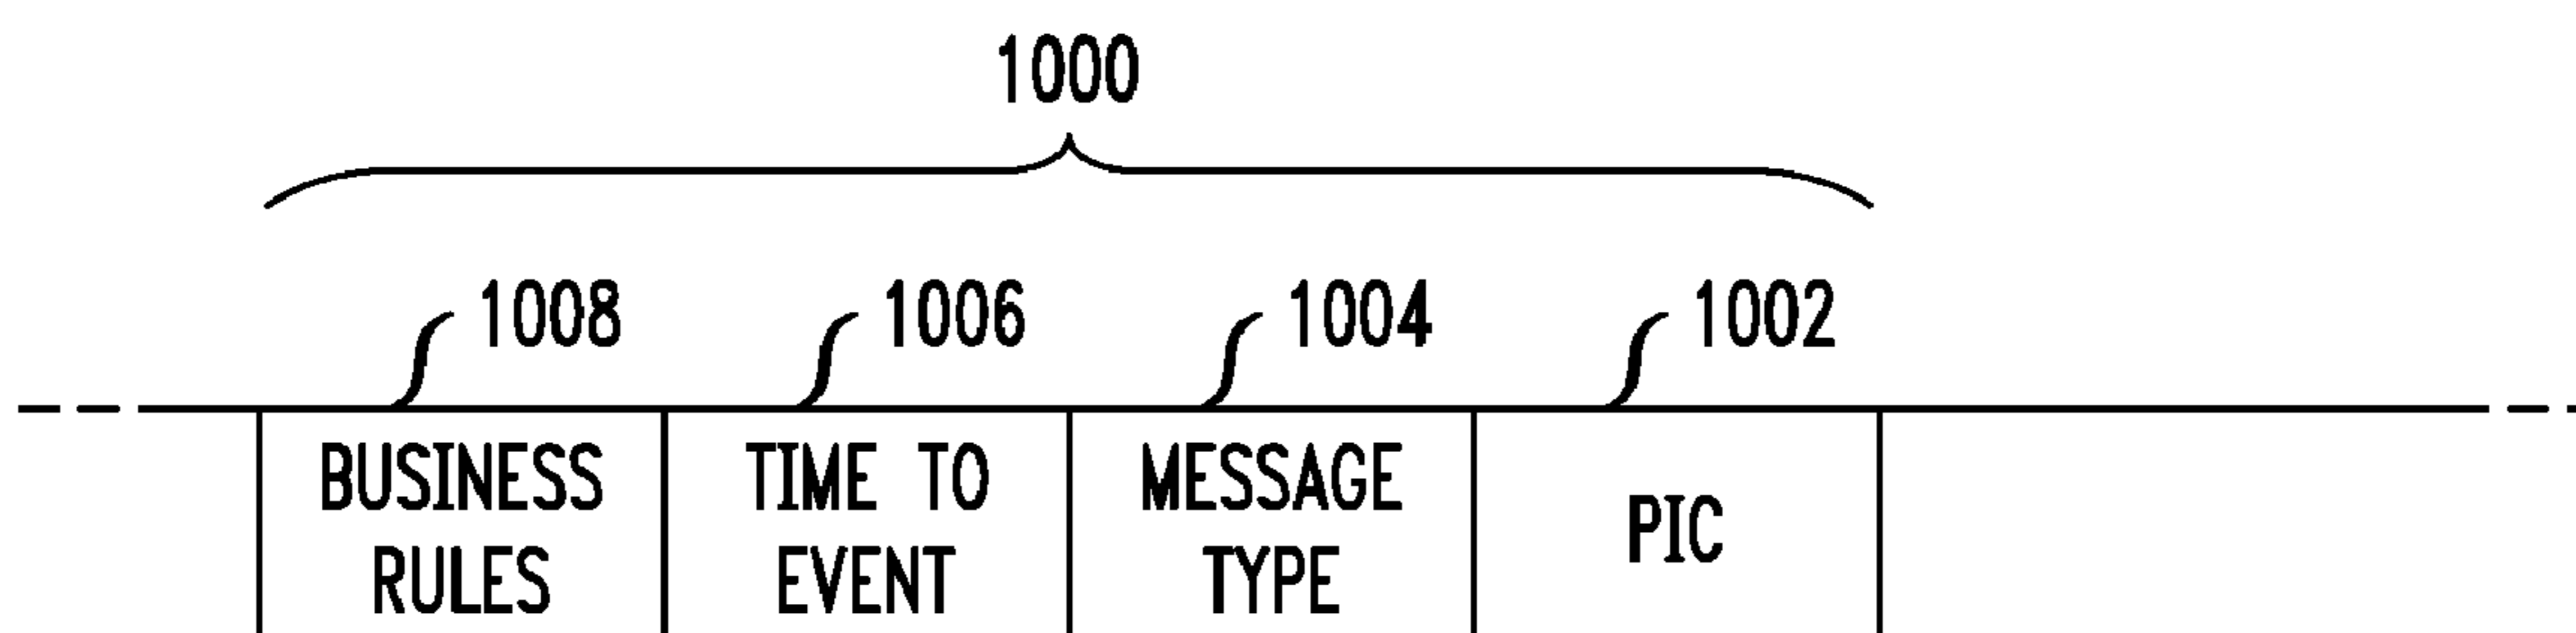 1000
1008 1006 1004 1002
BUSINESS RULES
TIME TO EVENT
MESSAGE TYPE
PIC